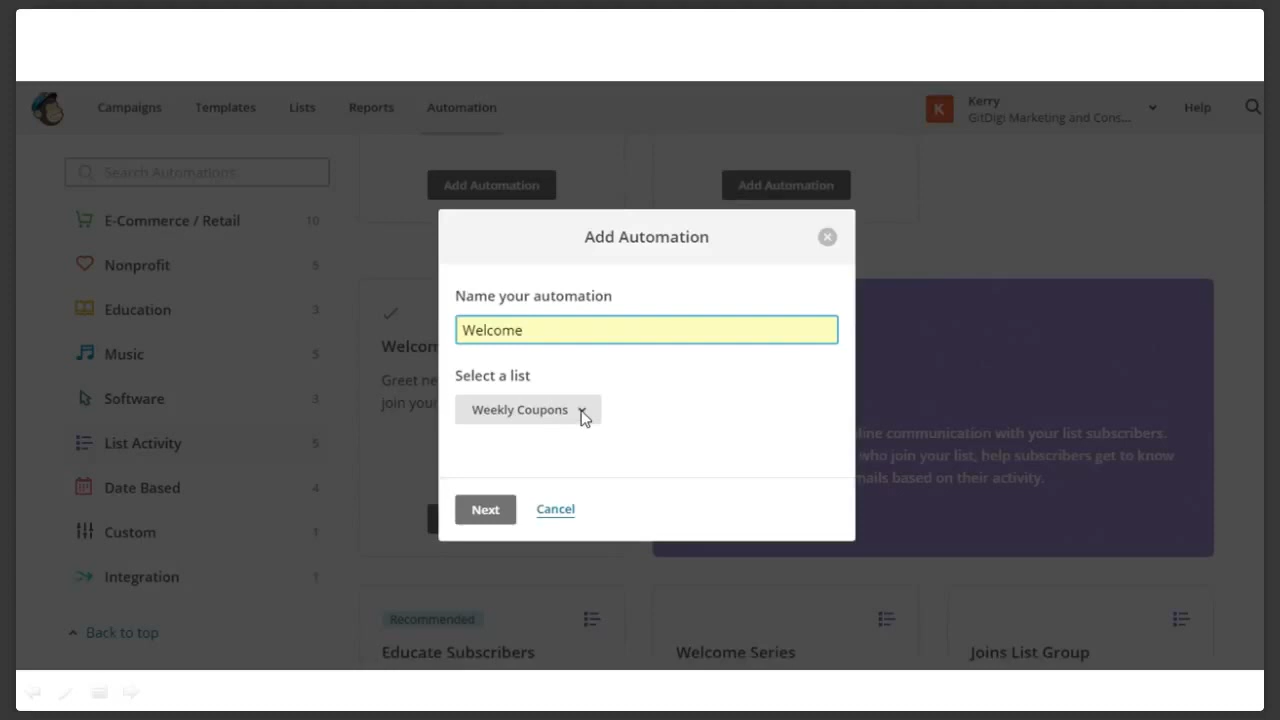 Campaigns
Templates
Lists
Reports
Automation
K
Kerry
GitDigi Marketing and Cons...
Help
Search Automations
E-Commerce / Retail 10
Nonprofit 5
Education 3
Music 5
Software 3
List Activity 5
Date Based 4
Custom 1
Integration 1
Back to top
Add Automation
Add Automation
Add Automation
Name your automation
Welcome
Select a list
Weekly Coupons
Next
Cancel
Welcom
Greet ne
join your
line communication with your list subscribers.
who join your list, help subscribers get to know
mails based on their activity.
Recommended
Educate Subscribers
Welcome Series
Joins List Group